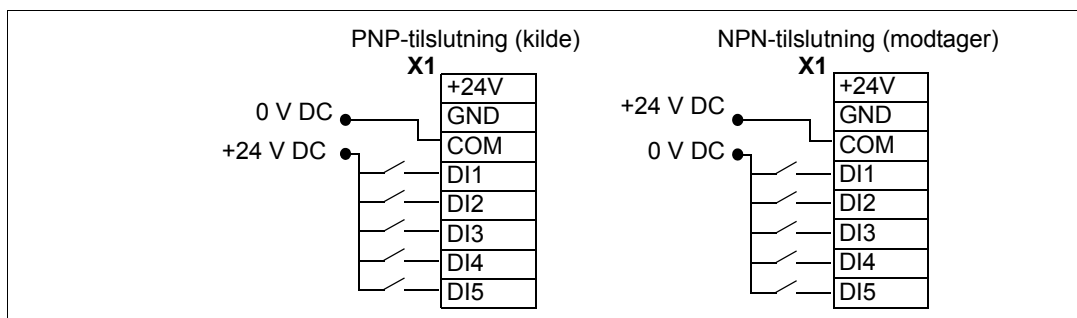 PNP-tilslutning (kilde)
X1
+24V
GND
COM
DI1
DI2
DI3
DI4
DI5
0 V DC
+24 V DC
NPN-tilslutning (modtager)
X1
+24V
GND
COM
DI1
DI2
DI3
DI4
DI5
+24 V DC
0 V DC